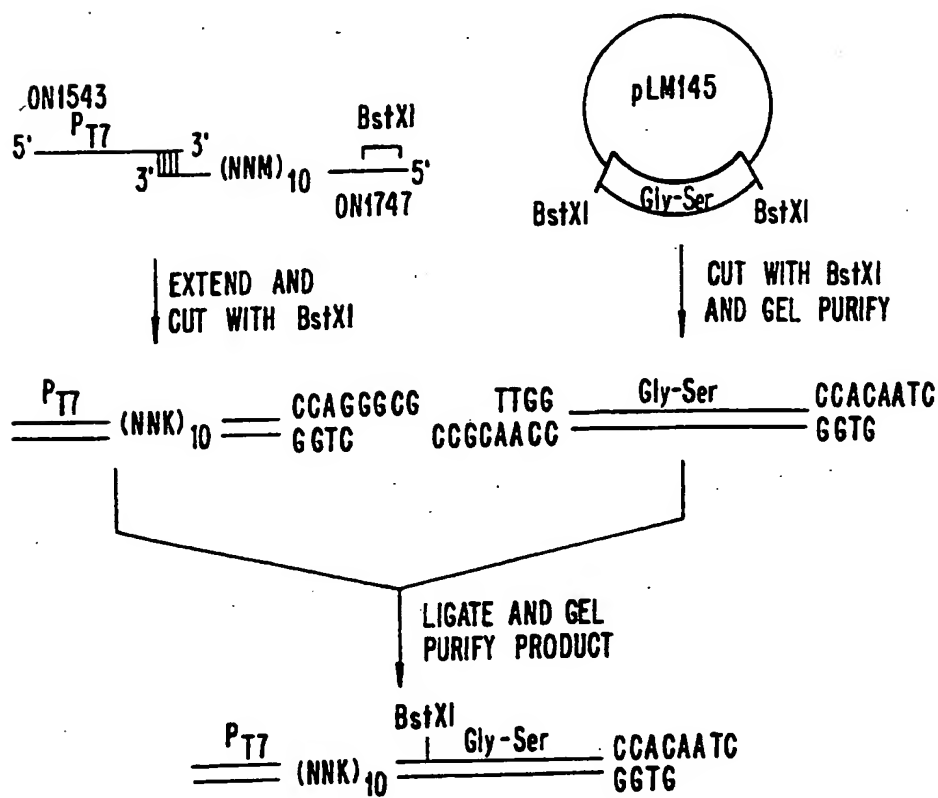 ON1543
P T7
5' 3'
3' (NNM)10
BstXI
5'
ON1747
pLM145
Gly-Ser
BstXI BstXI
EXTEND AND
CUT WITH BstXI
CUT WITH BstXI
AND GEL PURIFY
P T7
(NNK)10
CCAGGGCG
GGTC
TTGG
CCGCAACC
Gly-Ser
CCACAATC
GGTG
LIGATE AND GEL
PURIFY PRODUCT
BstXI
P T7
(NNK)10
Gly-Ser
CCACAATC
GGTG